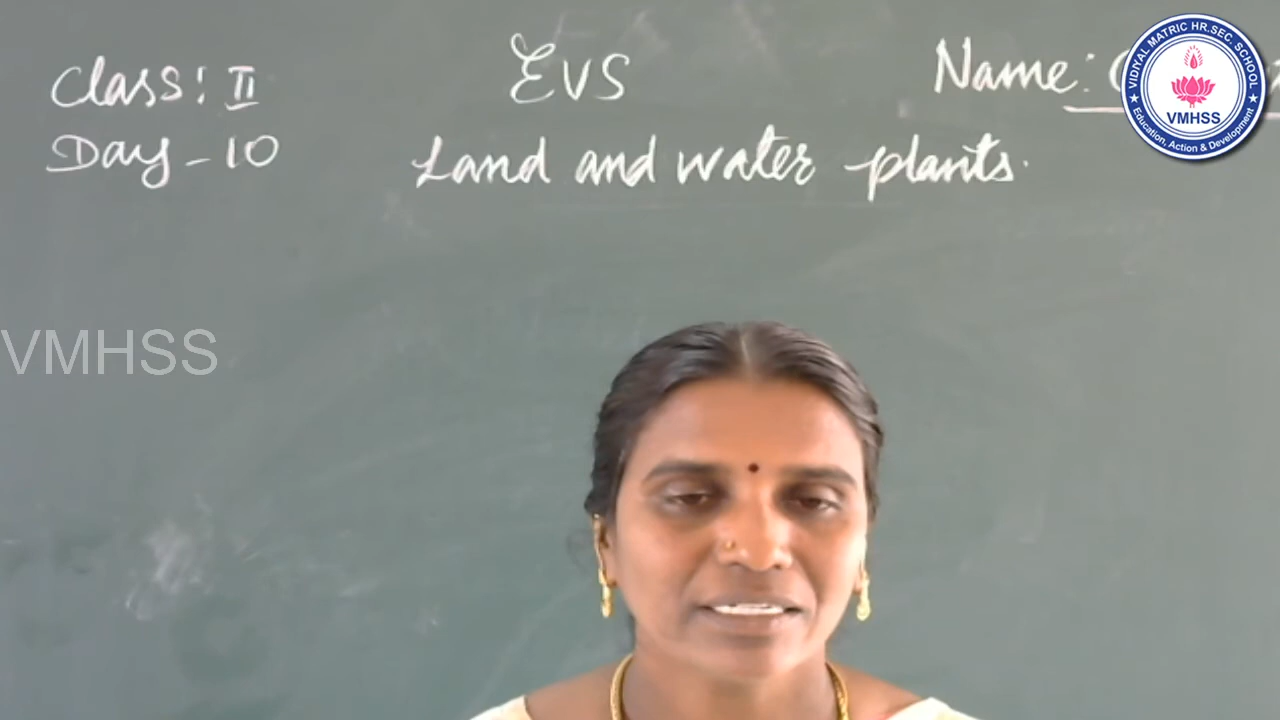 Class: II
EVS
Name:
Day - 10
Land and water plants.
VIDIYAL MATRIC HR.SEC. SCHOOL
VMHSS
Education, Action & Development
VMHSS